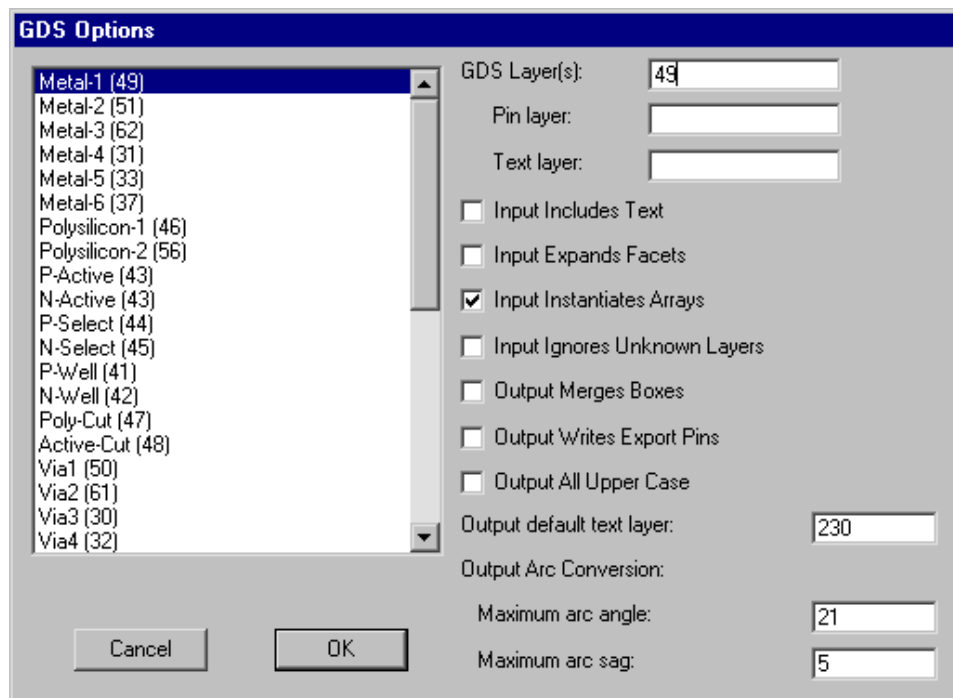 GDS Options
Metal-1 (49)
Metal-2 (51)
Metal-3 (62)
Metal-4 (31)
Metal-5 (33)
Metal-6 (37)
Polysilicon-1 (46)
Polysilicon-2 (56)
P-Active (43)
N-Active (43)
P-Select (44)
N-Select (45)
P-Well (41)
N-Well (42)
Poly-Cut (47)
Active-Cut (48)
Via1 (50)
Via2 (61)
Via3 (30)
Via4 (32)
Cancel
OK
GDS Layer(s): 49
Pin layer:
Text layer:
Input Includes Text
Input Expands Facets
Input Instantiates Arrays
Input Ignores Unknown Layers
Output Merges Boxes
Output Writes Export Pins
Output All Upper Case
Output default text layer: 230
Output Arc Conversion:
Maximum arc angle: 21
Maximum arc sag: 5